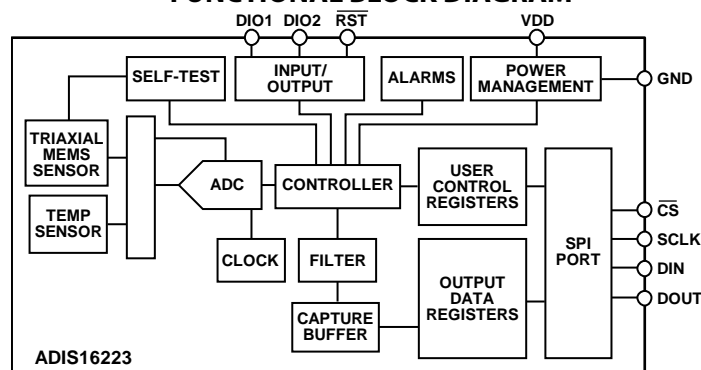 FUNCTIONAL BLOCK DIAGRAM
DIO1 DIO2 RST VDD
SELF-TEST
INPUT/
OUTPUT
ALARMS
POWER
MANAGEMENT
GND
TRIAXIAL
MEMS
SENSOR
TEMP
SENSOR
ADC
CONTROLLER
USER
CONTROL
REGISTERS
CLOCK
FILTER
CAPTURE
BUFFER
OUTPUT
DATA
REGISTERS
SPI
PORT
CS
SCLK
DIN
DOUT
ADIS16223